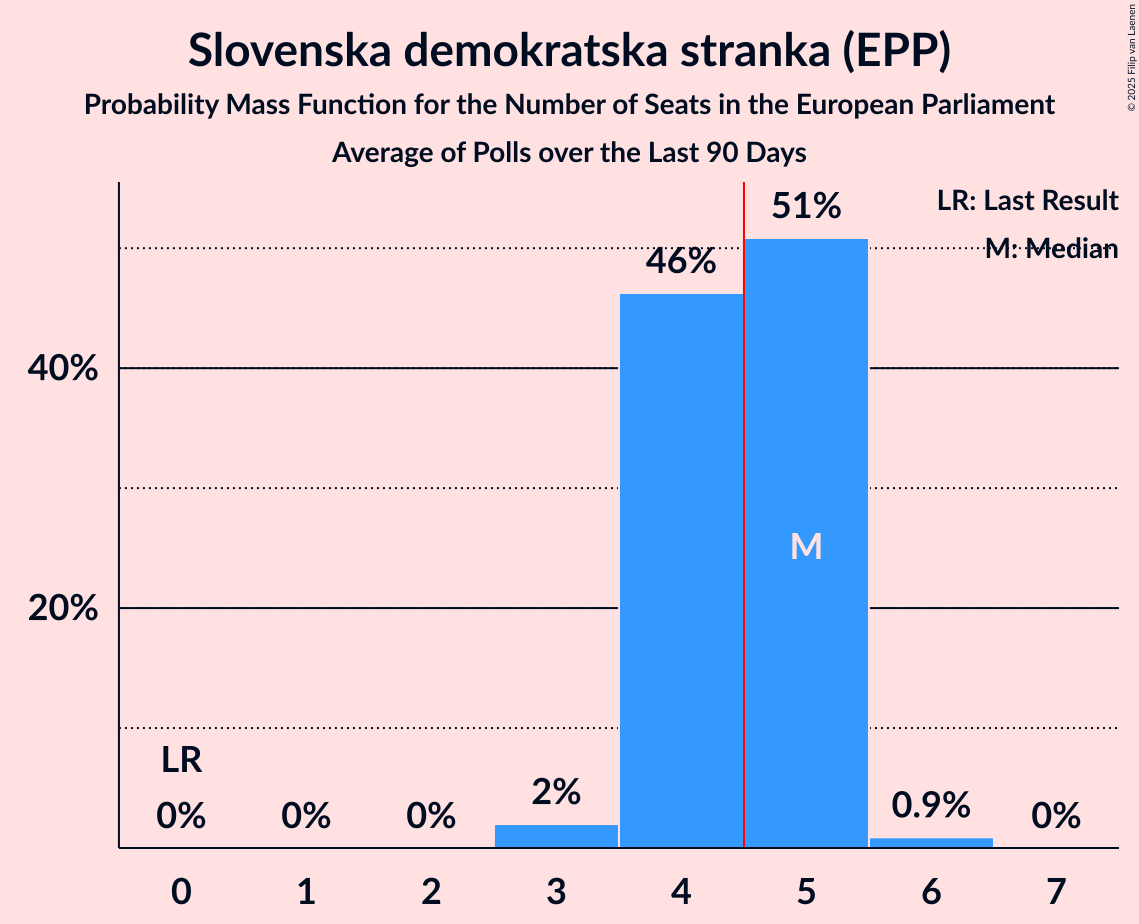 Slovenska demokratska stranka (EPP)
Probability Mass Function for the Number of Seats in the European Parliament
Average of Polls over the Last 90 Days
© 2025 Filip van Laenen
LR: Last Result
M: Median
51%
46%
40%
M
20%
LR
0%
0%
0%
2%
0.9%
0%
0
1
2
3
4
5
6
7